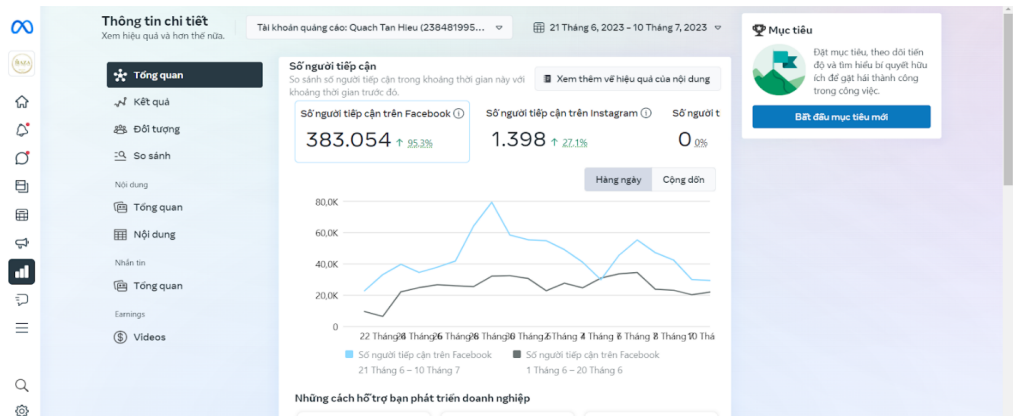 Thông tin chi tiết
Xem hiệu quả và hơn thế nữa.
Tài khoản quảng cáo: Quach Tan Hieu (238481995...
21 Tháng 6, 2023 – 10 Tháng 7, 2023
Tổng quan
Kết quả
Đối tượng
So sánh
Nội dung
Tổng quan
Nội dung
Nhắn tin
Tổng quan
Earnings
Videos
Số người tiếp cận
So sánh số người tiếp cận trong khoảng thời gian này với
khoảng thời gian trước đó.
Xem thêm về hiệu quả của nội dung
Số người tiếp cận trên Facebook
383.054 ↑ 95.3%
Số người tiếp cận trên Instagram
1.398 ↑ 27.1%
Số người t
0 0%
Hàng ngày
Cộng dồn
80,0K
60,0K
40,0K
20,0K
0
22 Tháng
Số người tiếp cận trên Facebook
21 Tháng 6 – 10 Tháng 7
Số người tiếp cận trên Facebook
1 Tháng 6 – 20 Tháng 6
Những cách hỗ trợ bạn phát triển doanh nghiệp
Mục tiêu
Đặt mục tiêu, theo dõi tiến
độ và tìm hiểu bí quyết hữu
ích để gặt hái thành công
trong công việc.
Bắt đầu mục tiêu mới